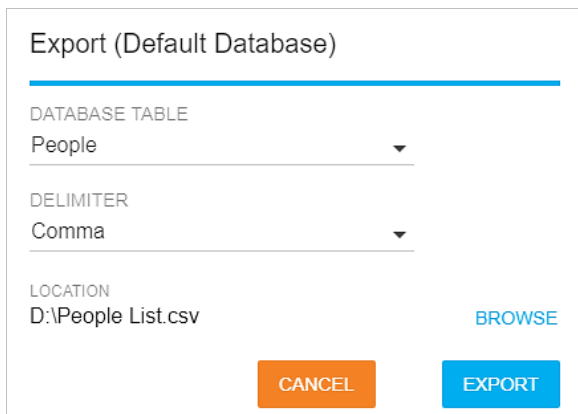 Export (Default Database)
DATABASE TABLE
People
DELIMITER
Comma
LOCATION
D:\People List.csv
BROWSE
CANCEL
EXPORT